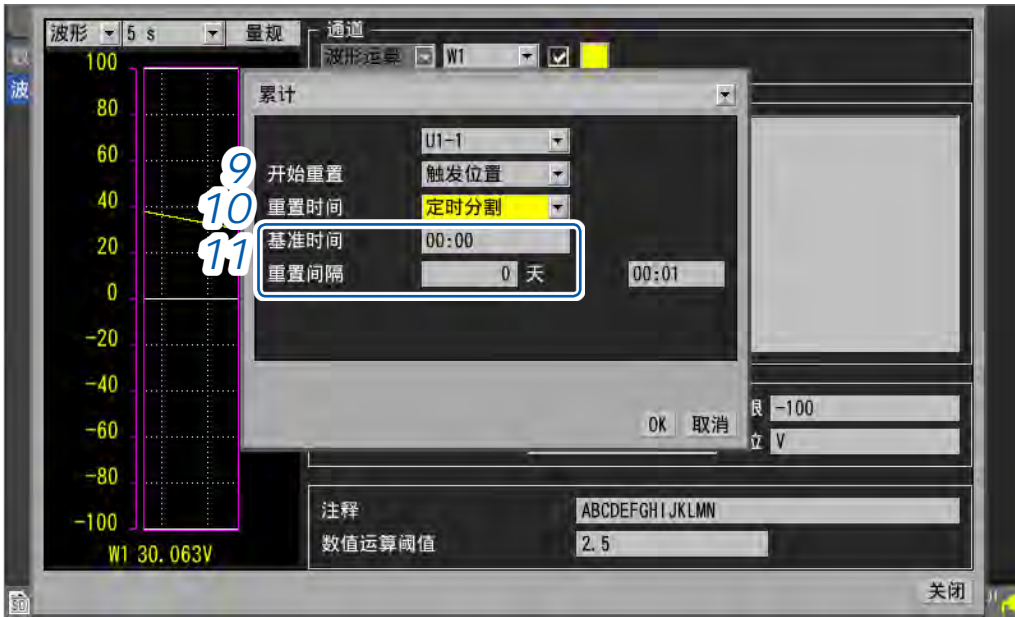 波形 5 s 量规
通道
波形运算 W1
波
100
80
60
40
20
0
-20
-40
-60
-80
-100
W1 30.063V
累计
U1-1
9 开始重置 触发位置
10 重置时间 定时分割
11 基准时间 00:00
重置间隔 0 天 00:01
OK 取消
限 -100
位 V
注释 ABCDEFGHIJKLMN
数值运算阈值 2.5
关闭
SD